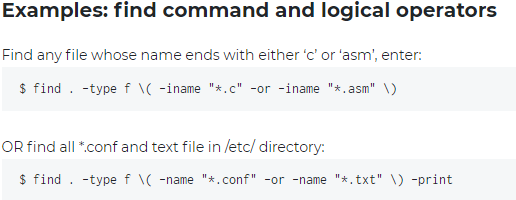 Examples: find command and logical operators
Find any file whose name ends with either ‘c’ or ‘asm’, enter:
$ find . -type f \( -iname "*.c" -or -iname "*.asm" \)
OR find all *.conf and text file in /etc/ directory:
$ find . -type f \( -name "*.conf" -or -name "*.txt" \) -print